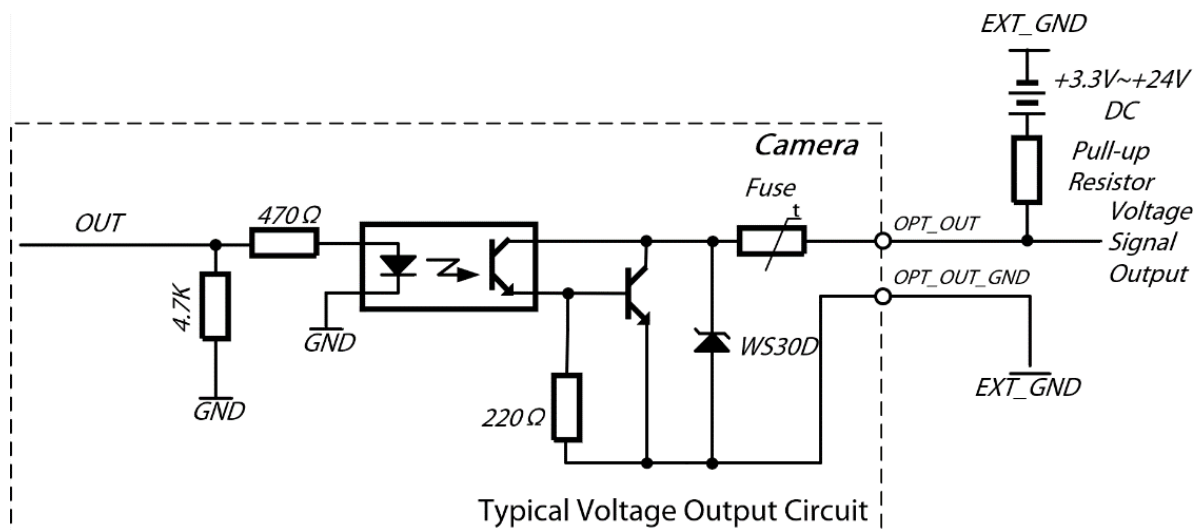 EXT_GND
+3.3V~+24V
DC
Camera
Pull-up
Resistor
Fuse
t
OUT
470Ω
OPT_OUT
Voltage
Signal
Output
OPT_OUT_GND
4.7K
GND
WS30D
EXT_GND
GND
220Ω
Typical Voltage Output Circuit